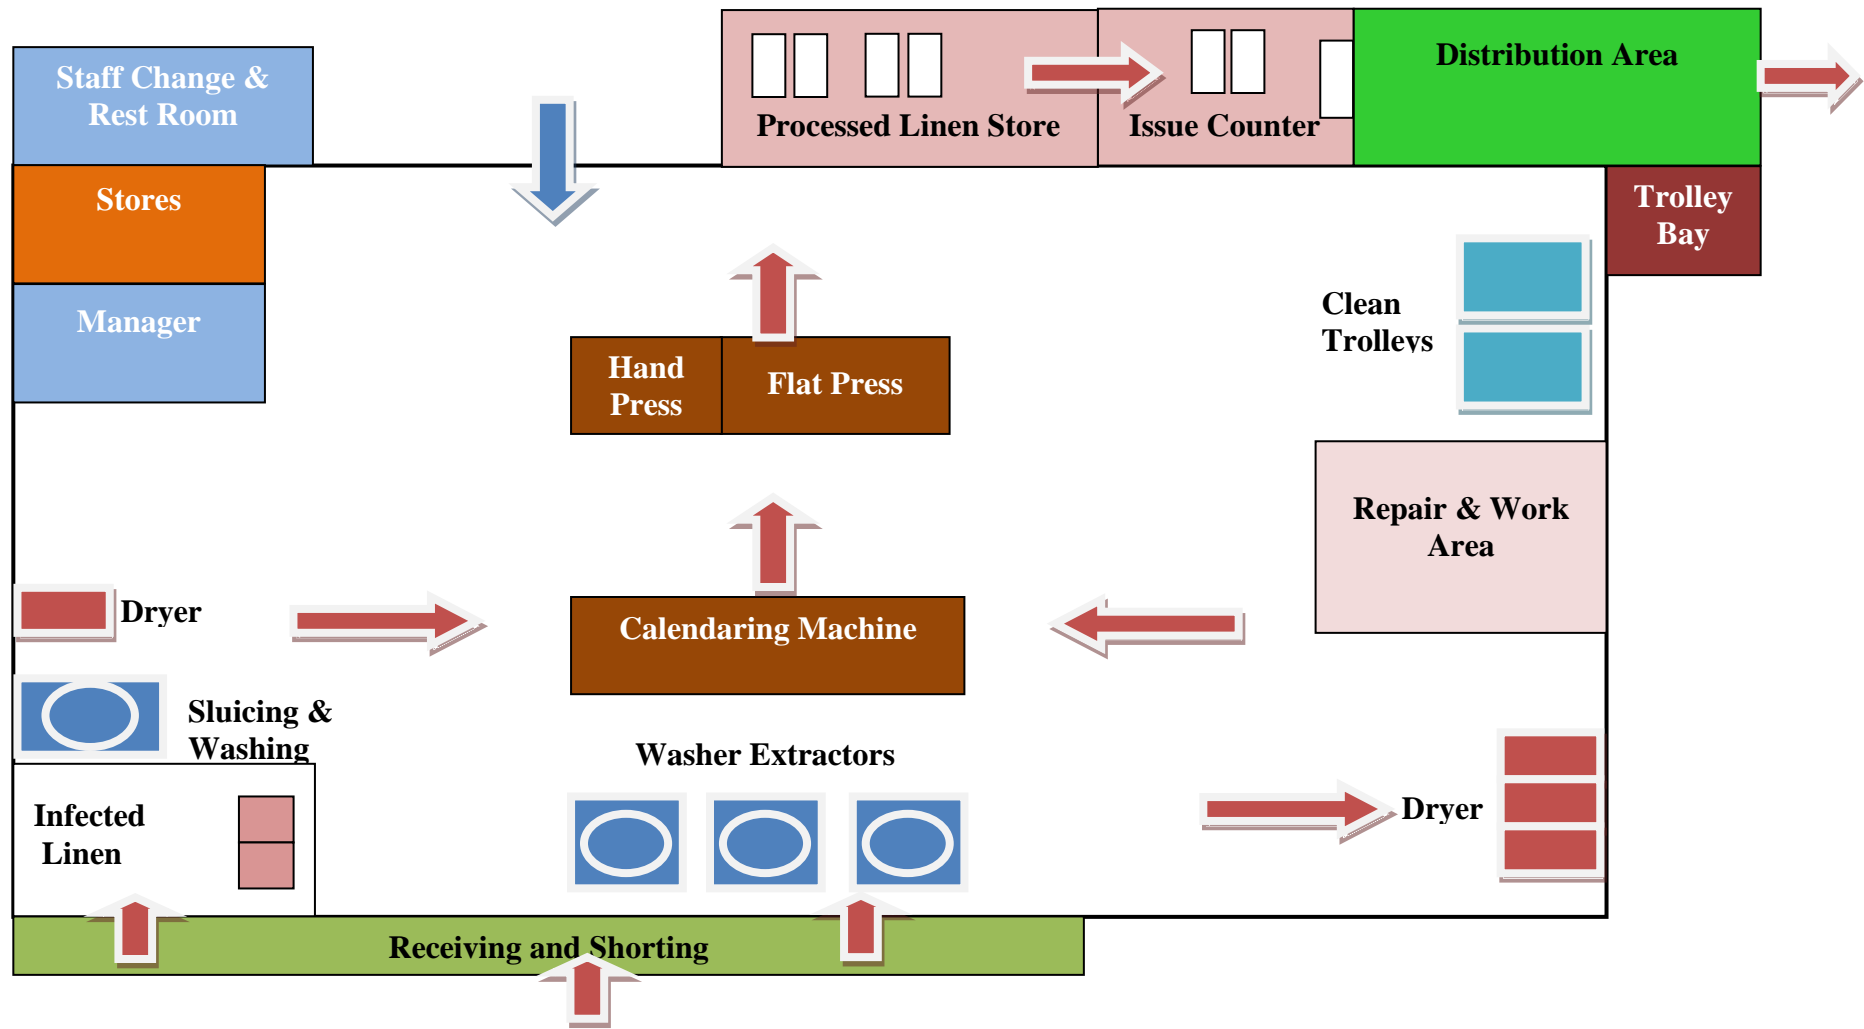 Staff Change &
Rest Room
Processed Linen Store
Issue Counter
Distribution Area
Stores
Trolley
Bay
Manager
Clean
Trolleys
Hand
Press
Flat Press
Repair & Work
Area
Dryer
Calendaring Machine
Sluicing &
Washing
Washer Extractors
Infected
Linen
Dryer
Receiving and Shorting